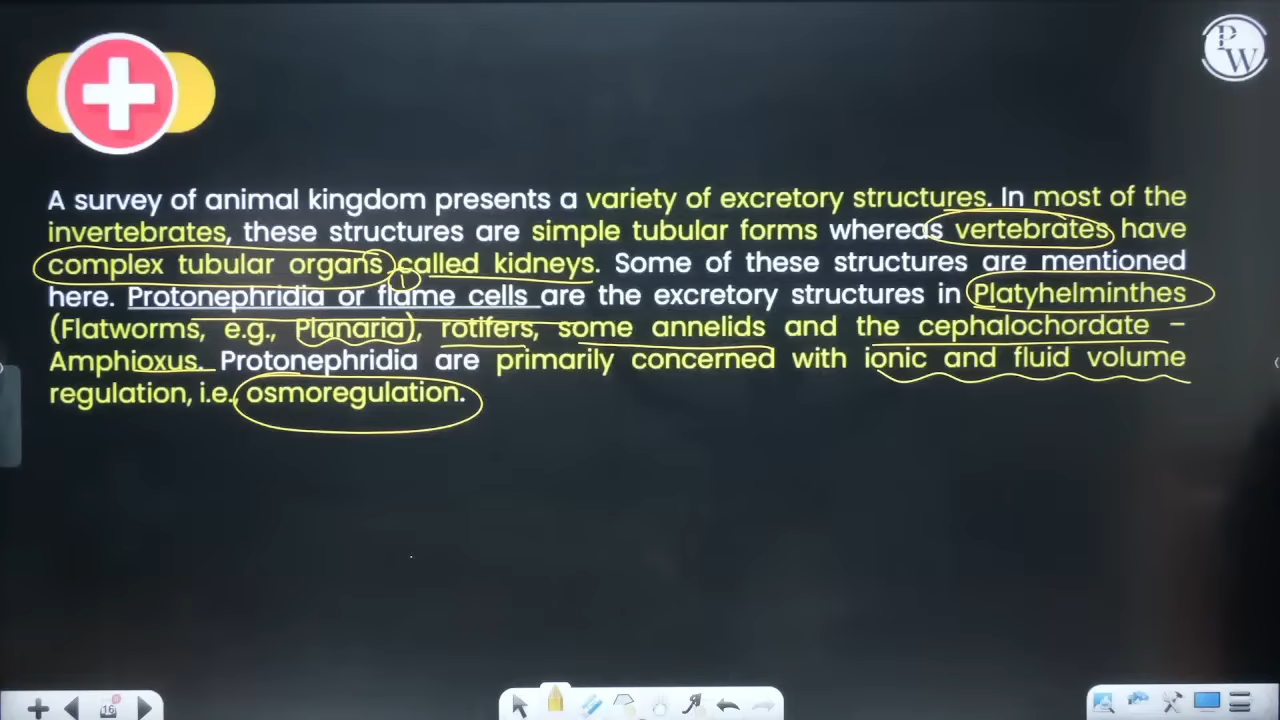 PW
A survey of animal kingdom presents a variety of excretory structures. In most of the
invertebrates, these structures are simple tubular forms whereas vertebrates have
complex tubular organs called kidneys. Some of these structures are mentioned
here. Protonephridia or flame cells are the excretory structures in Platyhelminthes
(Flatworms, e.g., Planaria), rotifers, some annelids and the cephalochordate –
Amphioxus. Protonephridia are primarily concerned with ionic and fluid volume
regulation, i.e., osmoregulation.
16